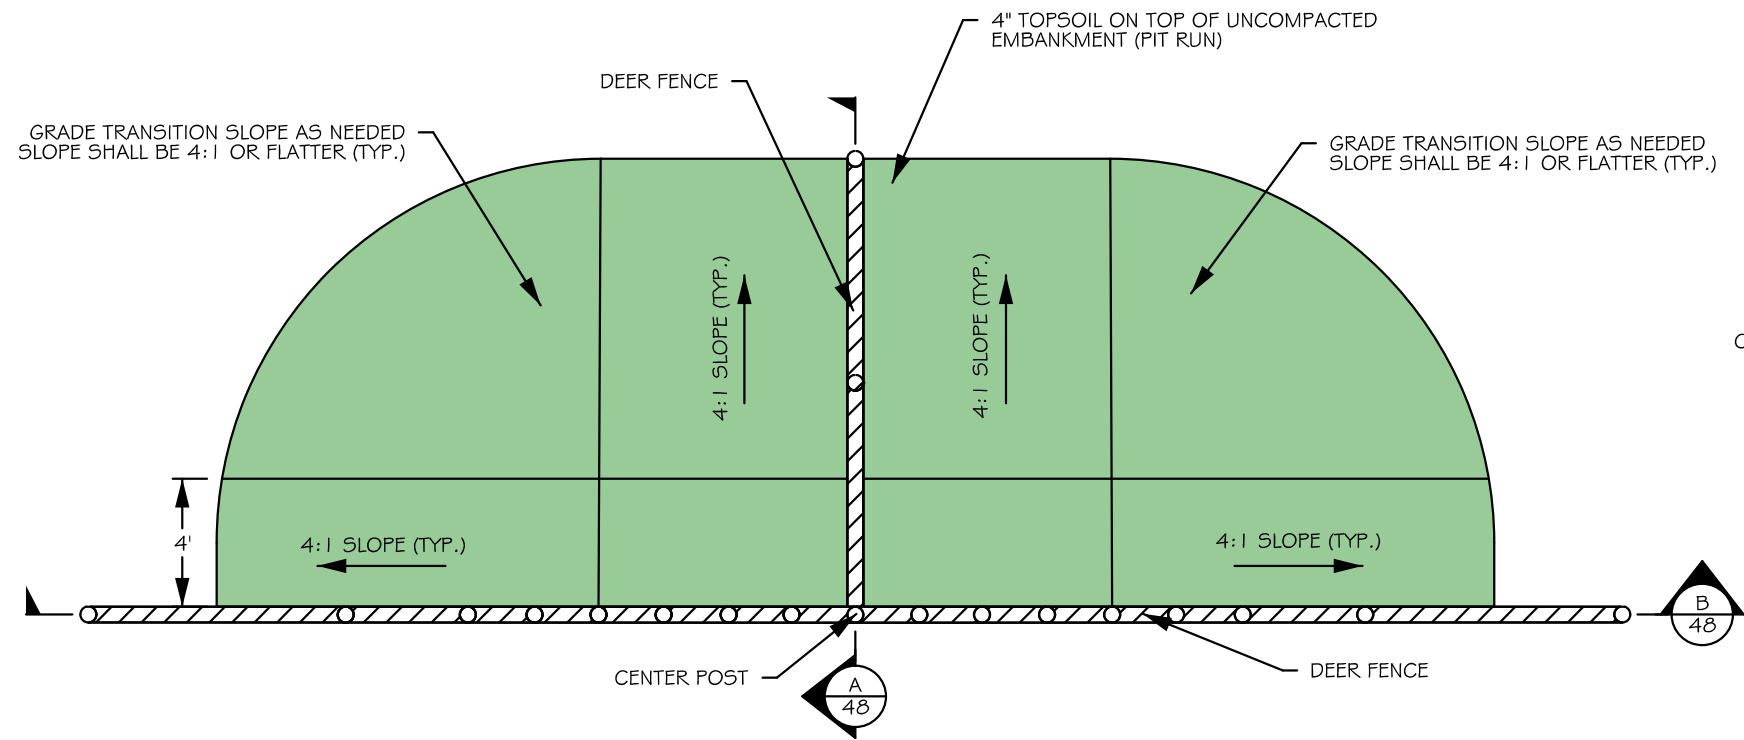 4" TOPSOIL ON TOP OF UNCOMPACTED
EMBANKMENT (PIT RUN)
DEER FENCE
GRADE TRANSITION SLOPE AS NEEDED
SLOPE SHALL BE 4:1 OR FLATTER (TYP.)
GRADE TRANSITION SLOPE AS NEEDED
SLOPE SHALL BE 4:1 OR FLATTER (TYP.)
4:1 SLOPE (TYP.)
4:1 SLOPE (TYP.)
4'
4:1 SLOPE (TYP.)
4:1 SLOPE (TYP.)
B
48
CENTER POST
DEER FENCE
A
48